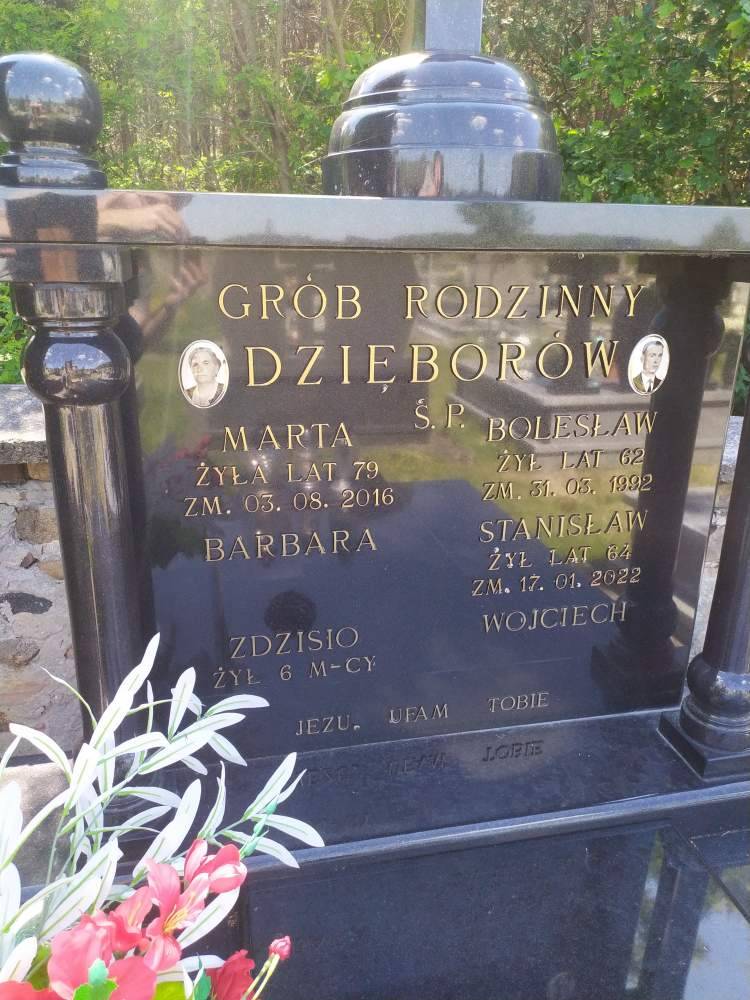 GRÓB RODZINNY
DZIĘBORÓW
Ś.P.
MARTA
ŻYŁA LAT 79
ZM. 03.08.2016
BARBARA
ZDZISIO
ŻYŁ 6 M-CY
BOLESŁAW
ŻYŁ LAT 62
ZM. 31.03.1992
STANISŁAW
ŻYŁ LAT 64
ZM. 17.01.2022
WOJCIECH
JEZU, UFAM TOBIE